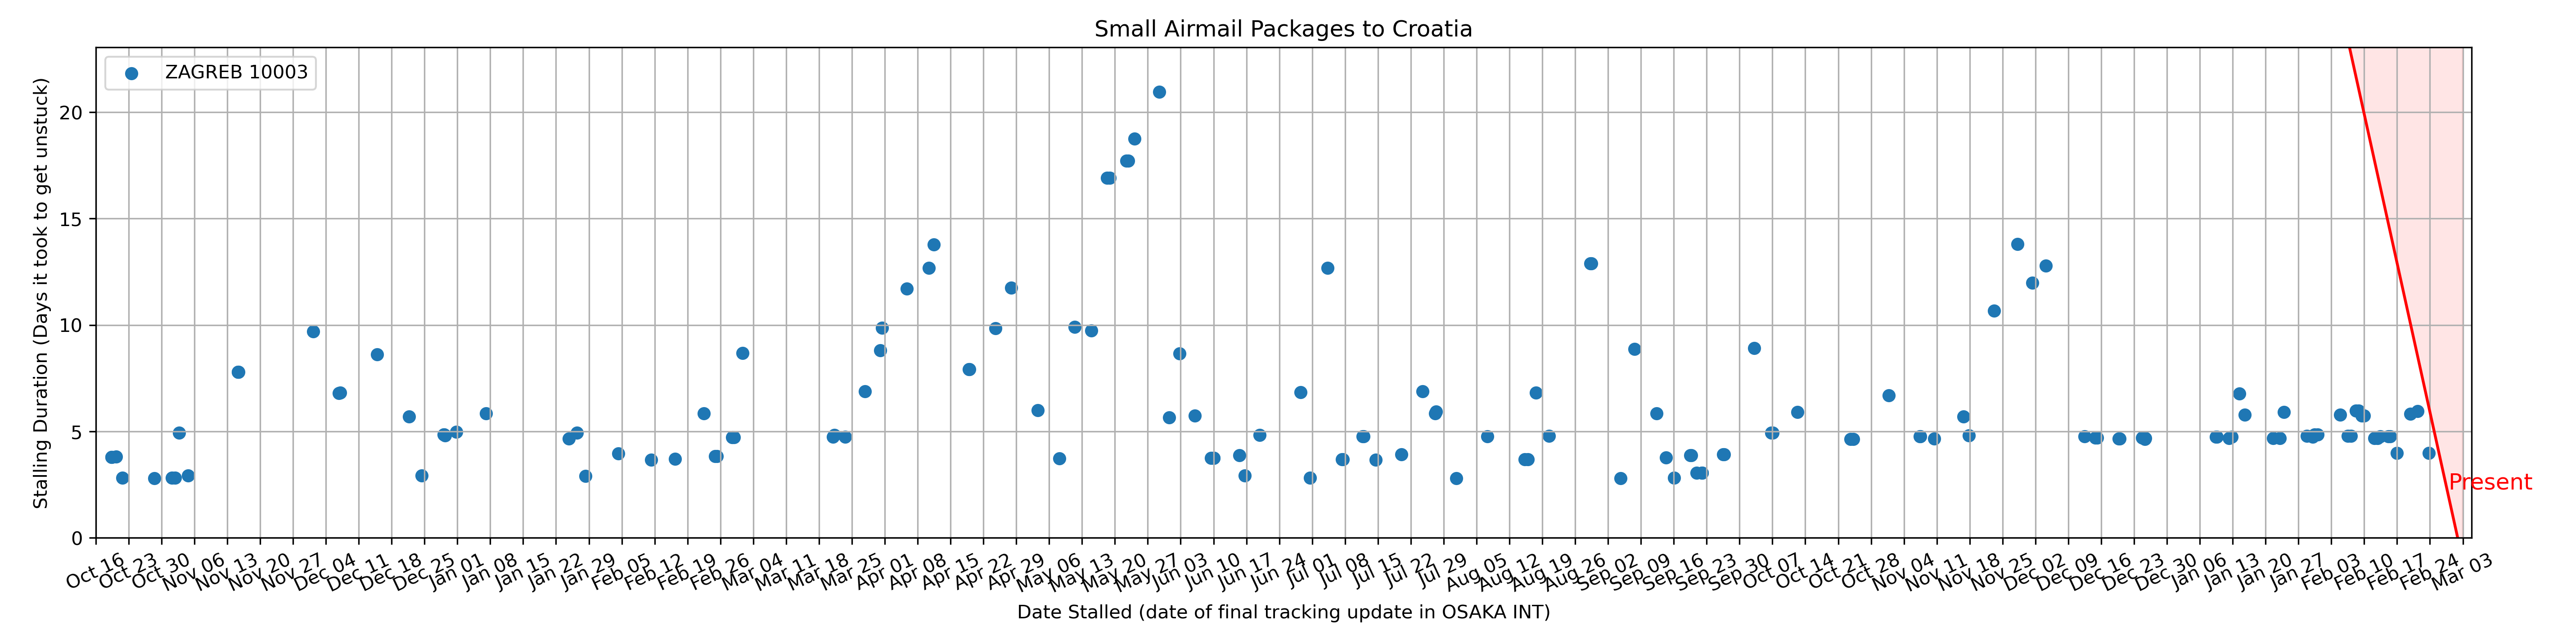 Small Airmail Packages to Croatia
ZAGREB 10003
Stalling Duration (Days it took to get unstuck)
20
15
10
5
0
Present
Oct 16 Oct 23 Oct 30 Nov 06 Nov 13 Nov 20 Nov 27 Dec 04 Dec 11 Dec 18 Dec 25 Jan 01 Jan 08 Jan 15 Jan 22 Jan 29 Feb 05 Feb 12 Feb 19 Feb 26 Mar 04 Mar 11 Mar 18 Mar 25 Apr 01 Apr 08 Apr 15 Apr 22 Apr 29 May 06 May 13 May 20 May 27 Jun 03 Jun 10 Jun 17 Jun 24 Jul 01 Jul 08 Jul 15 Jul 22 Jul 29 Aug 05 Aug 12 Aug 19 Aug 26 Sep 02 Sep 09 Sep 16 Sep 23 Sep 30 Oct 07 Oct 14 Oct 21 Oct 28 Nov 04 Nov 11 Nov 18 Nov 25 Dec 02 Dec 09 Dec 16 Dec 23 Dec 30 Jan 06 Jan 13 Jan 20 Jan 27 Feb 03 Feb 10 Feb 17 Feb 24 Mar 03
Date Stalled (date of final tracking update in OSAKA INT)